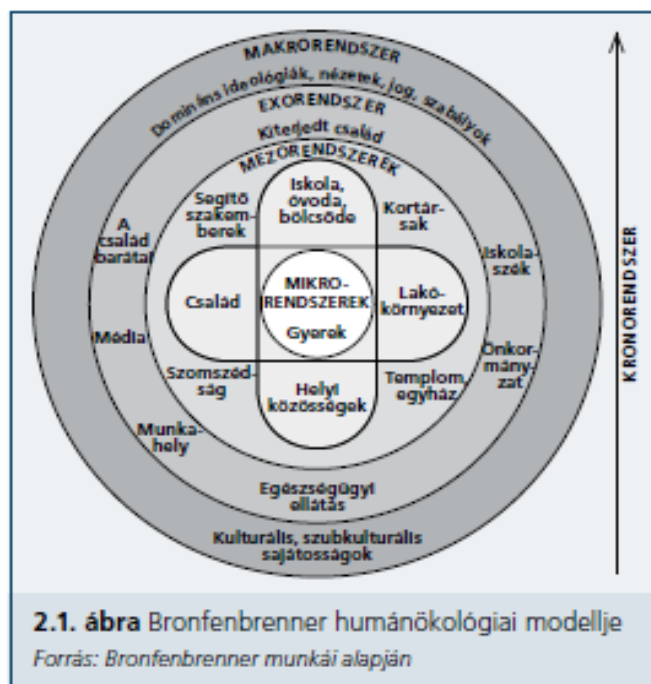 MAKRORENDSZER
Domináns ideológiák, nézetek, jog, szabályok
EXORENDSZER
Kiterjedt család
MEZORENDSZEREK
Segítő
szakem-
berek
Iskola,
óvoda,
bölcsőde
Kortár-
sak
A
család
barátai
Iskola-
szék
Család
MIKRO-
RENDSZEREK
Gyerek
Lakó-
környezet
Média
Önkor-
mány-
zat
Szomszéd-
ság
Helyi
közösségek
Templom,
egyház
Munka-
hely
Egészségügyi
ellátás
Kulturális, szubkulturális
sajátosságok
KRONORENDSZER
2.1. ábra Bronfenbrenner humánökológiai modellje
Forrás: Bronfenbrenner munkái alapján